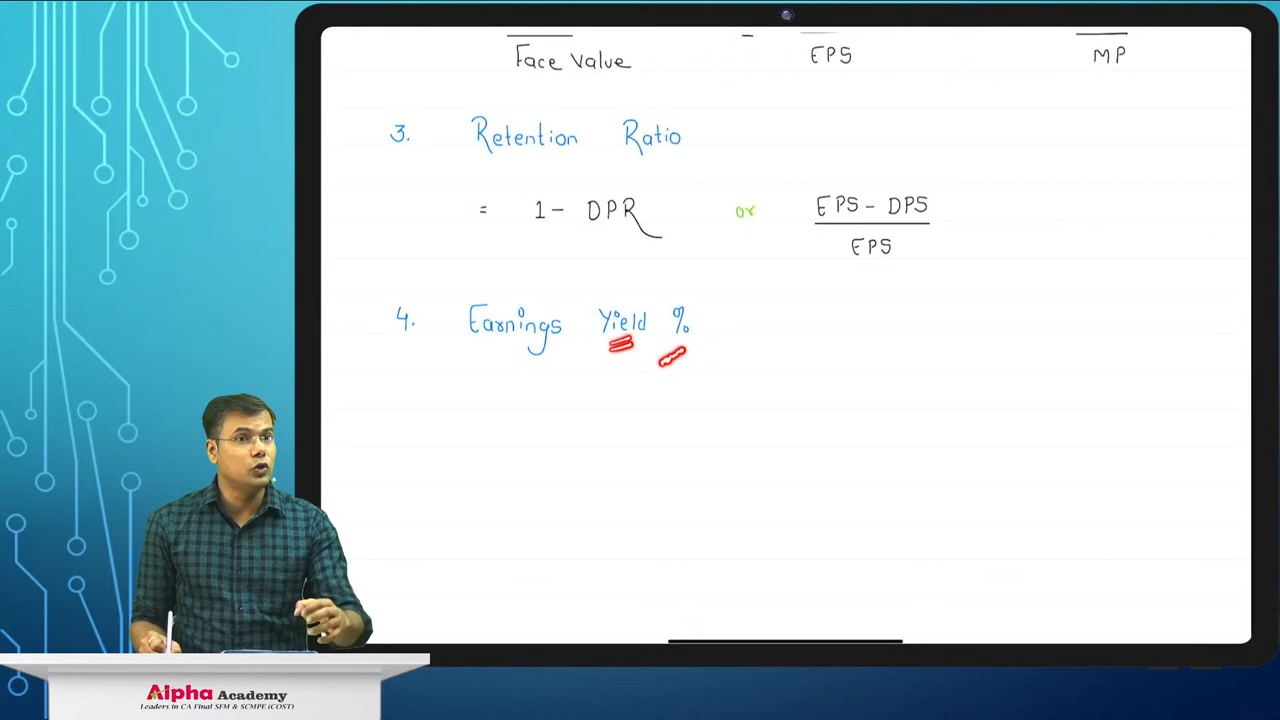 Face Value
EPS
MP
3. Retention Ratio
= 1 - DPR or EPS - DPS
EPS
4. Earnings Yield %
Alpha Academy
Leaders in CA Final SFM & SCMPE (COST)